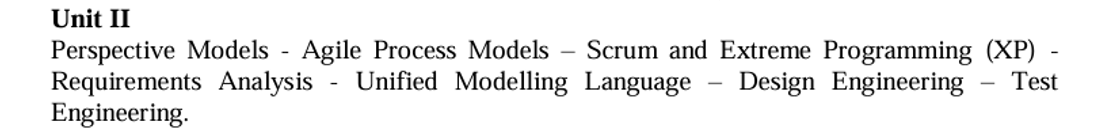 Unit II
Perspective Models - Agile Process Models – Scrum and Extreme Programming (XP) -
Requirements Analysis - Unified Modelling Language – Design Engineering – Test
Engineering.